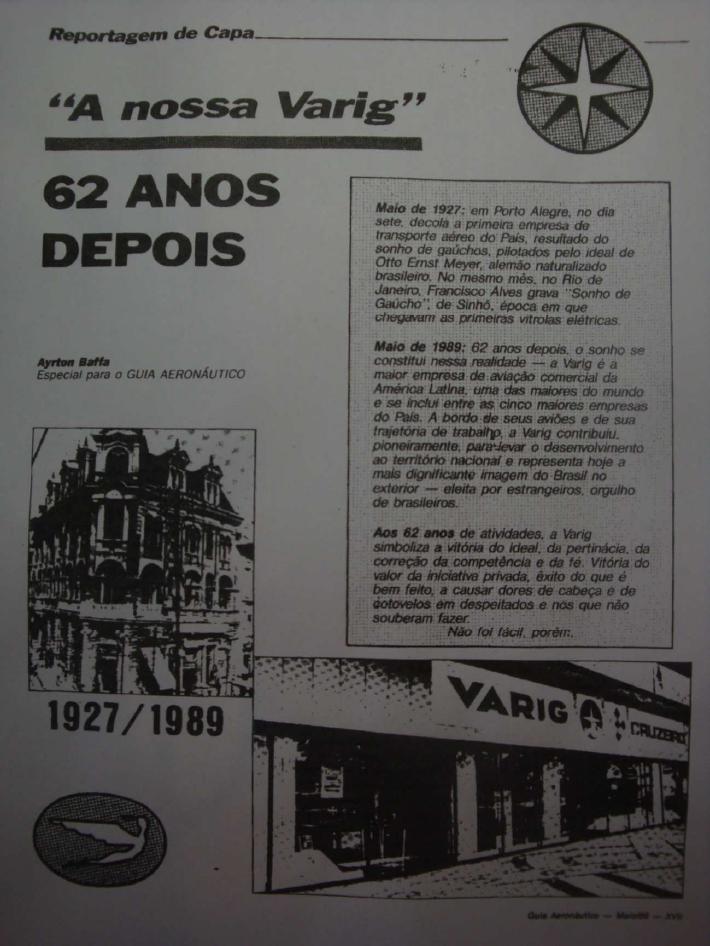 Reportagem de Capa
“A nossa Varig”
62 ANOS
DEPOIS
Ayrton Baffa
Especial para o GUIA AERONÁUTICO
Maio de 1927; em Porto Alegre, no dia
sete, decola a primeira empresa de
transporte aéreo do País, resultado do
sonho de gaúchos, pilotados pelo ideal de
Otto Ernst Meyer, alemão naturalizado
brasileiro. No mesmo mês, no Rio de
Janeiro, Francisco Alves grava “Sonho de
Gaúcho”, de Sinhô, época em que
chegavam as primeiras vitrolas elétricas.
Maio de 1989; 62 anos depois, o sonho se
constitui nessa realidade — a Varig é a
maior empresa de aviação comercial da
América Latina, uma das maiores do mundo
e se inclui entre as cinco maiores empresas
do País. A bordo de seus aviões e de sua
trajetória de trabalho, a Varig contribuiu,
pioneiramente, para levar o desenvolvimento
ao território nacional e representa hoje a
mais dignificante imagem do Brasil no
exterior — eleita por estrangeiros, orgulho
de brasileiros.
Aos 62 anos de atividades, a Varig
simboliza a vitória do ideal, da pertinácia, da
correção da competência e da fé. Vitória do
valor da iniciativa privada, êxito do que é
bem feito, a causar dores de cabeça e de
cotovelos em despeitados e nos que não
souberam fazer.
Não foi fácil, porém.
1927/1989
VARIG
CRUZEIRO
Guia Aeronáutico — Maio/89 — XVII